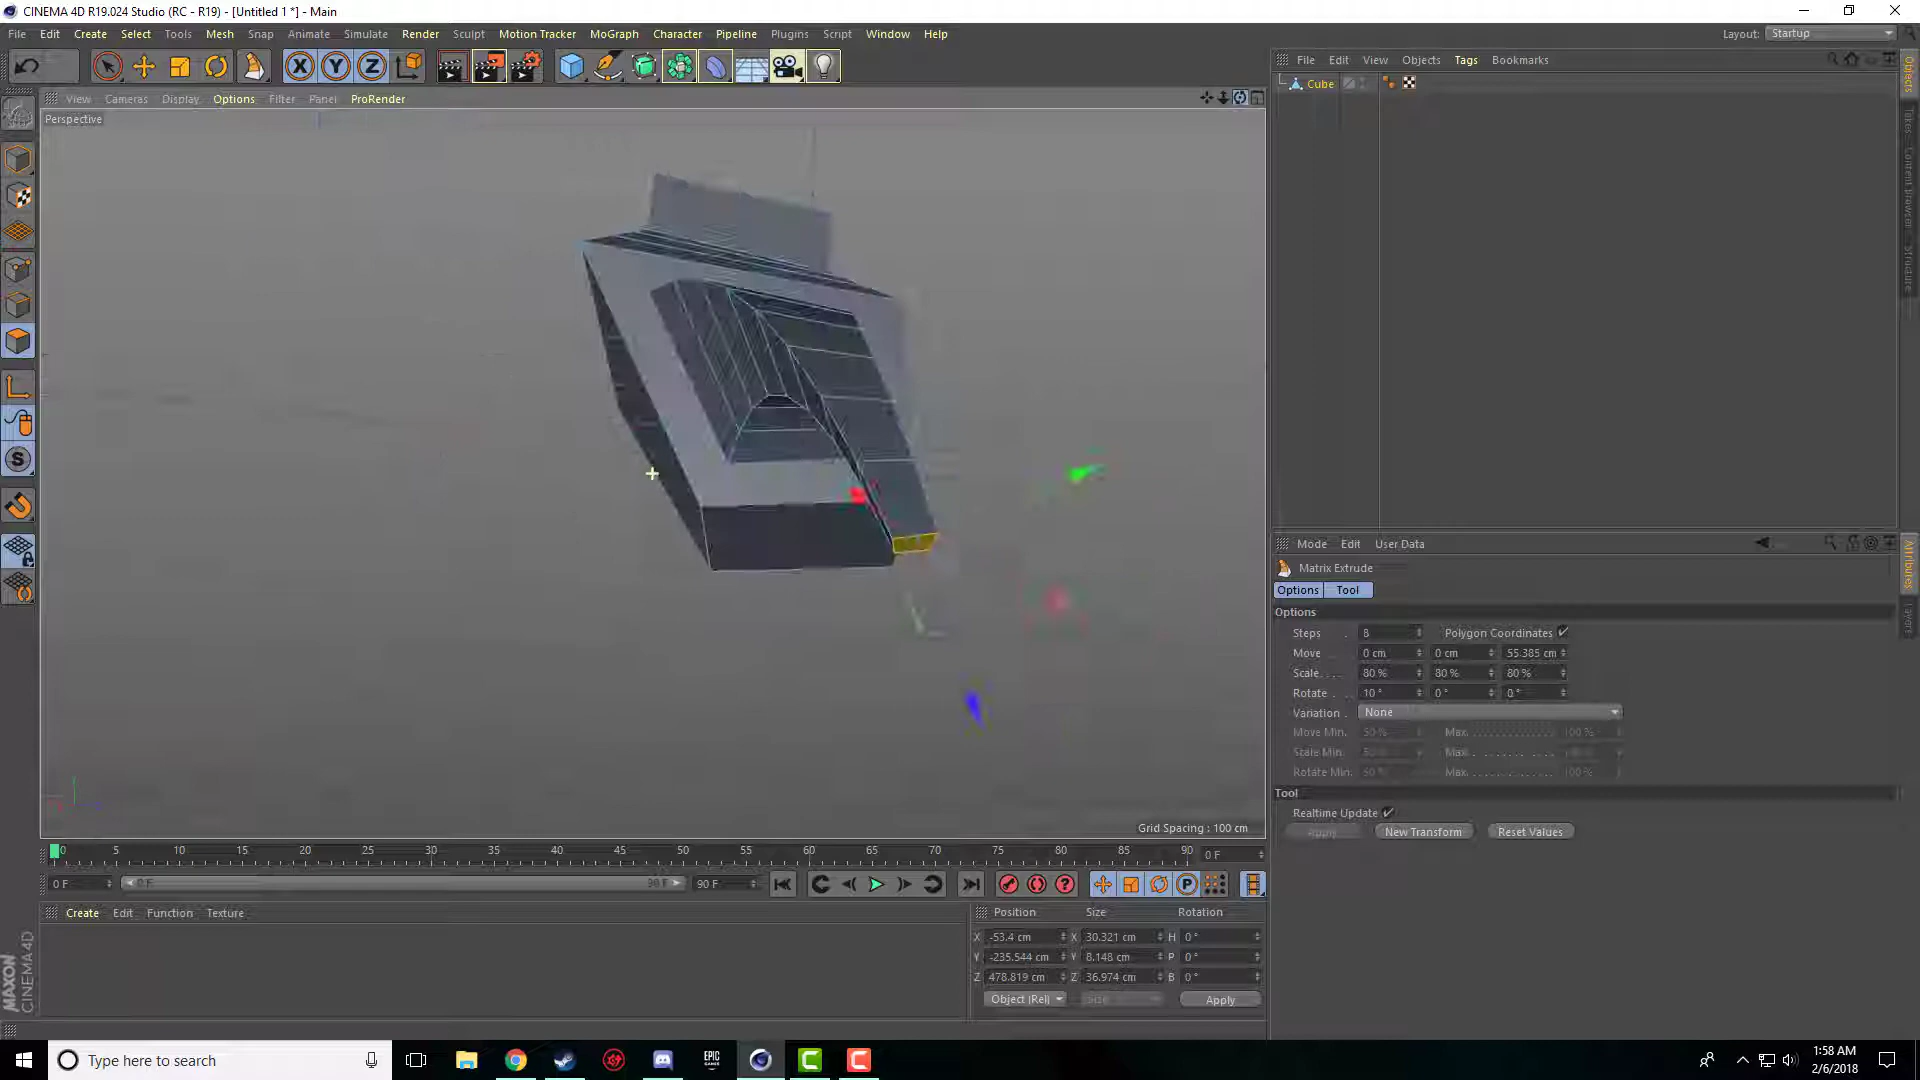 CINEMA 4D R19.024 Studio (RC - R19) - [Untitled 1 *] - Main
File Edit Create Select Tools Mesh Snap Animate Simulate Render Sculpt Motion Tracker MoGraph Character Pipeline Plugins Script Window Help Layout: Startup
View Cameras Display Options Filter Panel ProRender
File Edit View Objects Tags Bookmarks
Cube
Objects
Takes
Content Browser
Structure
Perspective
Grid Spacing : 100 cm
Mode Edit User Data
Attributes
Layers
Matrix Extrude
Options Tool
Options
Steps . 8 Polygon Coordinates
Move 0 cm 0 cm 55.385 cm
Scale. . . . 80 % 80 % 80 %
Rotate . 10 ° 0 ° 0 °
Variation . None
Move Min. 50 % Max. 100 %
Scale Min. 50 % Max. 100 %
Rotate Min. 50 % Max. 100 %
Tool
Realtime Update
Apply New Transform Reset Values
0 5 10 15 20 25 30 35 40 45 50 55 60 65 70 75 80 85 90 0 F
0 F 0 F 90 F 90 F
Create Edit Function Texture
Position Size Rotation
X -53.4 cm X 30.321 cm H 0 °
Y -235.544 cm Y 8.148 cm P 0 °
Z 478.819 cm Z 36.974 cm B 0 °
Object (Rel) Size Apply
MAXON
CINEMA 4D
Type here to search
EPIC
GAMES
1:58 AM
2/6/2018